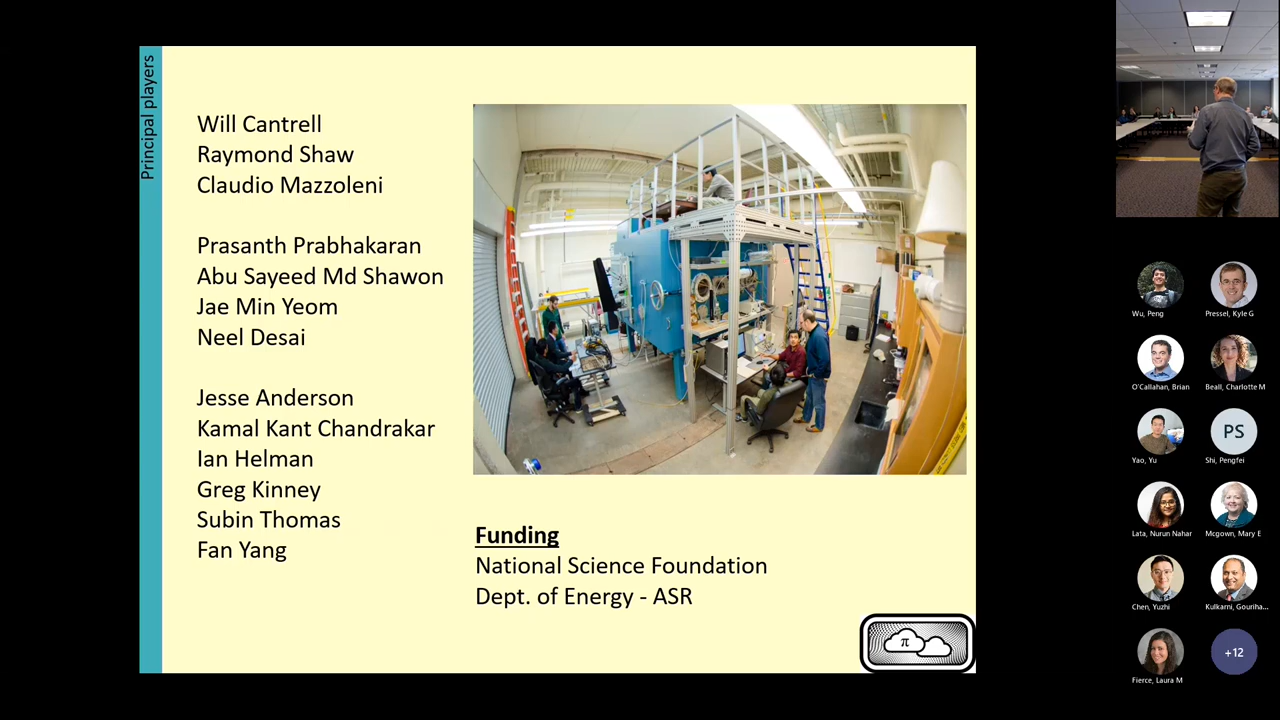 Principal players
Will Cantrell
Raymond Shaw
Claudio Mazzoleni
Prasanth Prabhakaran
Abu Sayeed Md Shawon
Jae Min Yeom
Neel Desai
Jesse Anderson
Kamal Kant Chandrakar
Ian Helman
Greg Kinney
Subin Thomas
Fan Yang
Funding
National Science Foundation
Dept. of Energy - ASR
π
Wu, Peng
Pressel, Kyle G
O'Callahan, Brian
Beall, Charlotte M
Yao, Yu
PS
Shi, Pengfei
Lata, Nurun Nahar
Mcgown, Mary E
Chen, Yuzhi
Kulkarni, Gouriha...
Fierce, Laura M
+12